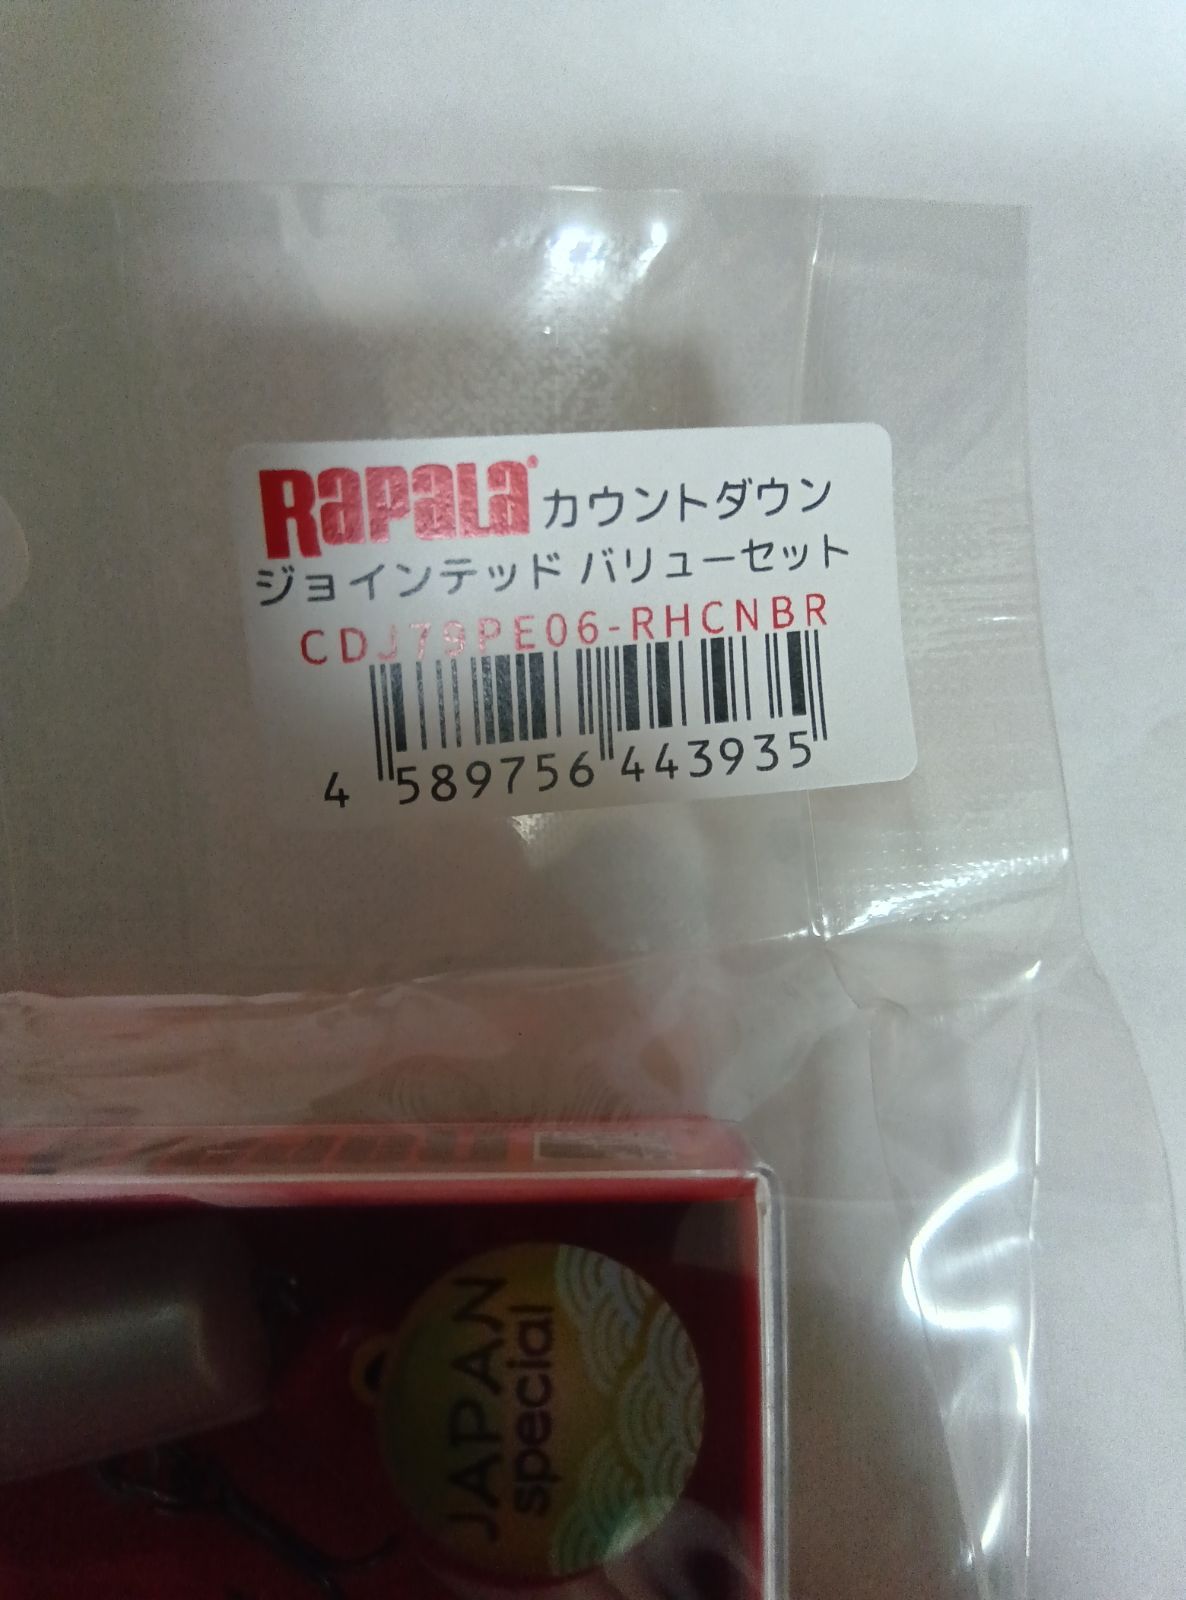 Rapala® カウントダウン
ジョインテッド バリューセット
CDJ79PE06-RHCNBR
4 589756 443935
JAPAN
special